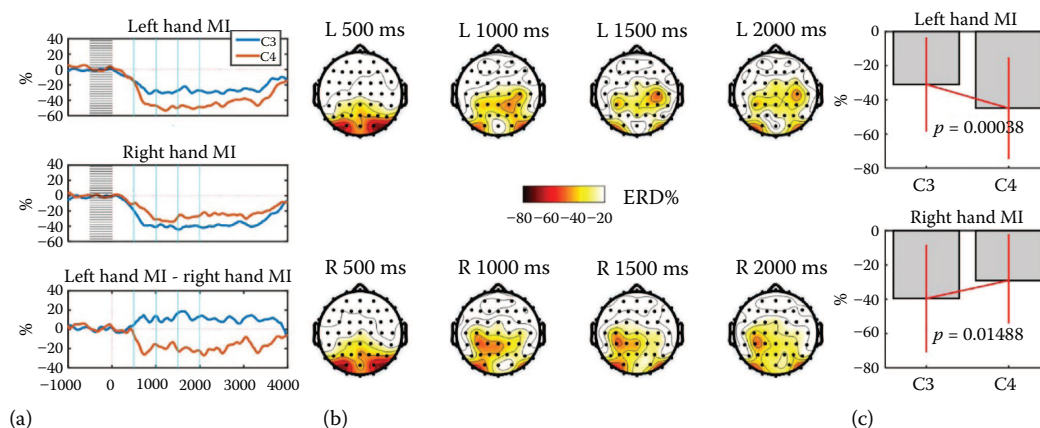 Left hand MI
40
20
0
−20
−40
−60
%
C3
C4
Right hand MI
40
20
0
−20
−40
−60
%
Left hand MI - right hand MI
40
20
0
−20
−40
%
−1000 0 1000 2000 3000 4000
(a)
L 500 ms L 1000 ms L 1500 ms L 2000 ms
−80 −60 −40 −20
ERD%
R 500 ms R 1000 ms R 1500 ms R 2000 ms
(b)
Left hand MI
0
−20
−40
−60
−80
%
p = 0.00038
C3 C4
Right hand MI
0
−20
−40
−60
−80
%
p = 0.01488
C3 C4
(c)